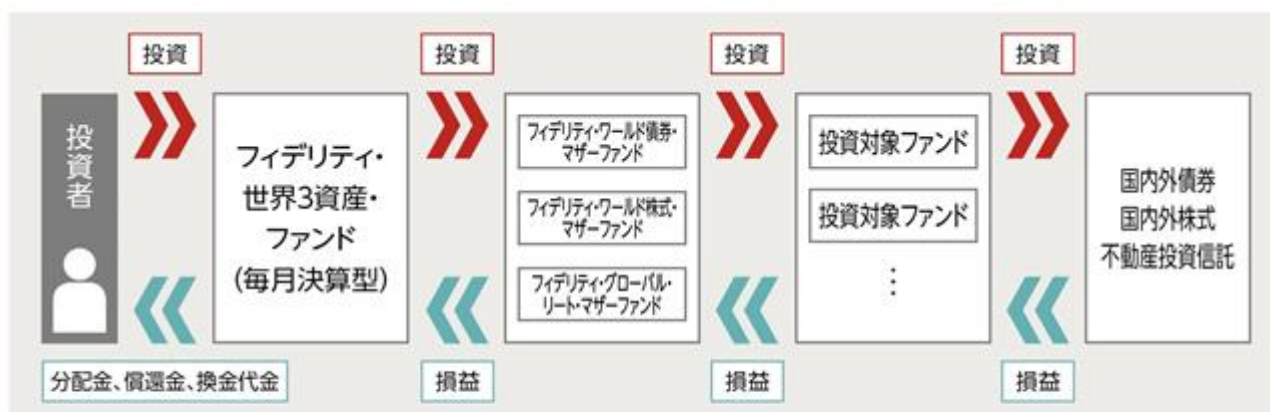 投資
投資
投資
投資
投資者
フィデリティ・
世界3資産・
ファンド
(毎月決算型)
フィデリティ・ワールド債券・
マザーファンド
フィデリティ・ワールド株式・
マザーファンド
フィデリティ・グローバル・
リート・マザーファンド
投資対象ファンド
投資対象ファンド
⋮
国内外債券
国内外株式
不動産投資信託
分配金、償還金、換金代金
損益
損益
損益